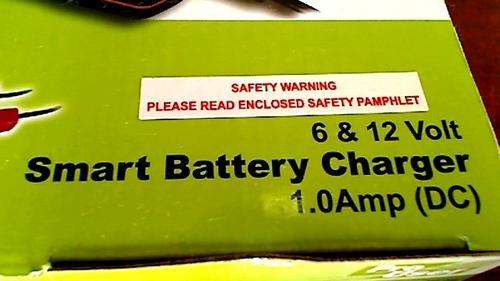 SAFETY WARNING
PLEASE READ ENCLOSED SAFETY PAMPHLET
6 & 12 Volt
Smart Battery Charger
1.0Amp (DC)